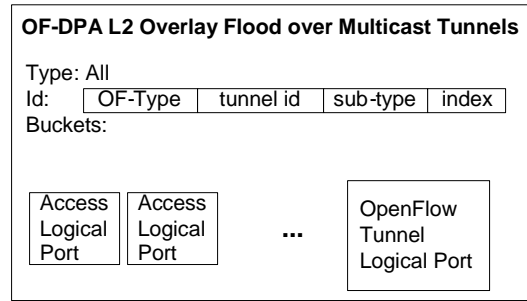 OF-DPA L2 Overlay Flood over Multicast Tunnels
Type: All
Id: OF-Type tunnel id sub-type index
Buckets:
Access Logical Port
Access Logical Port
...
OpenFlow Tunnel Logical Port